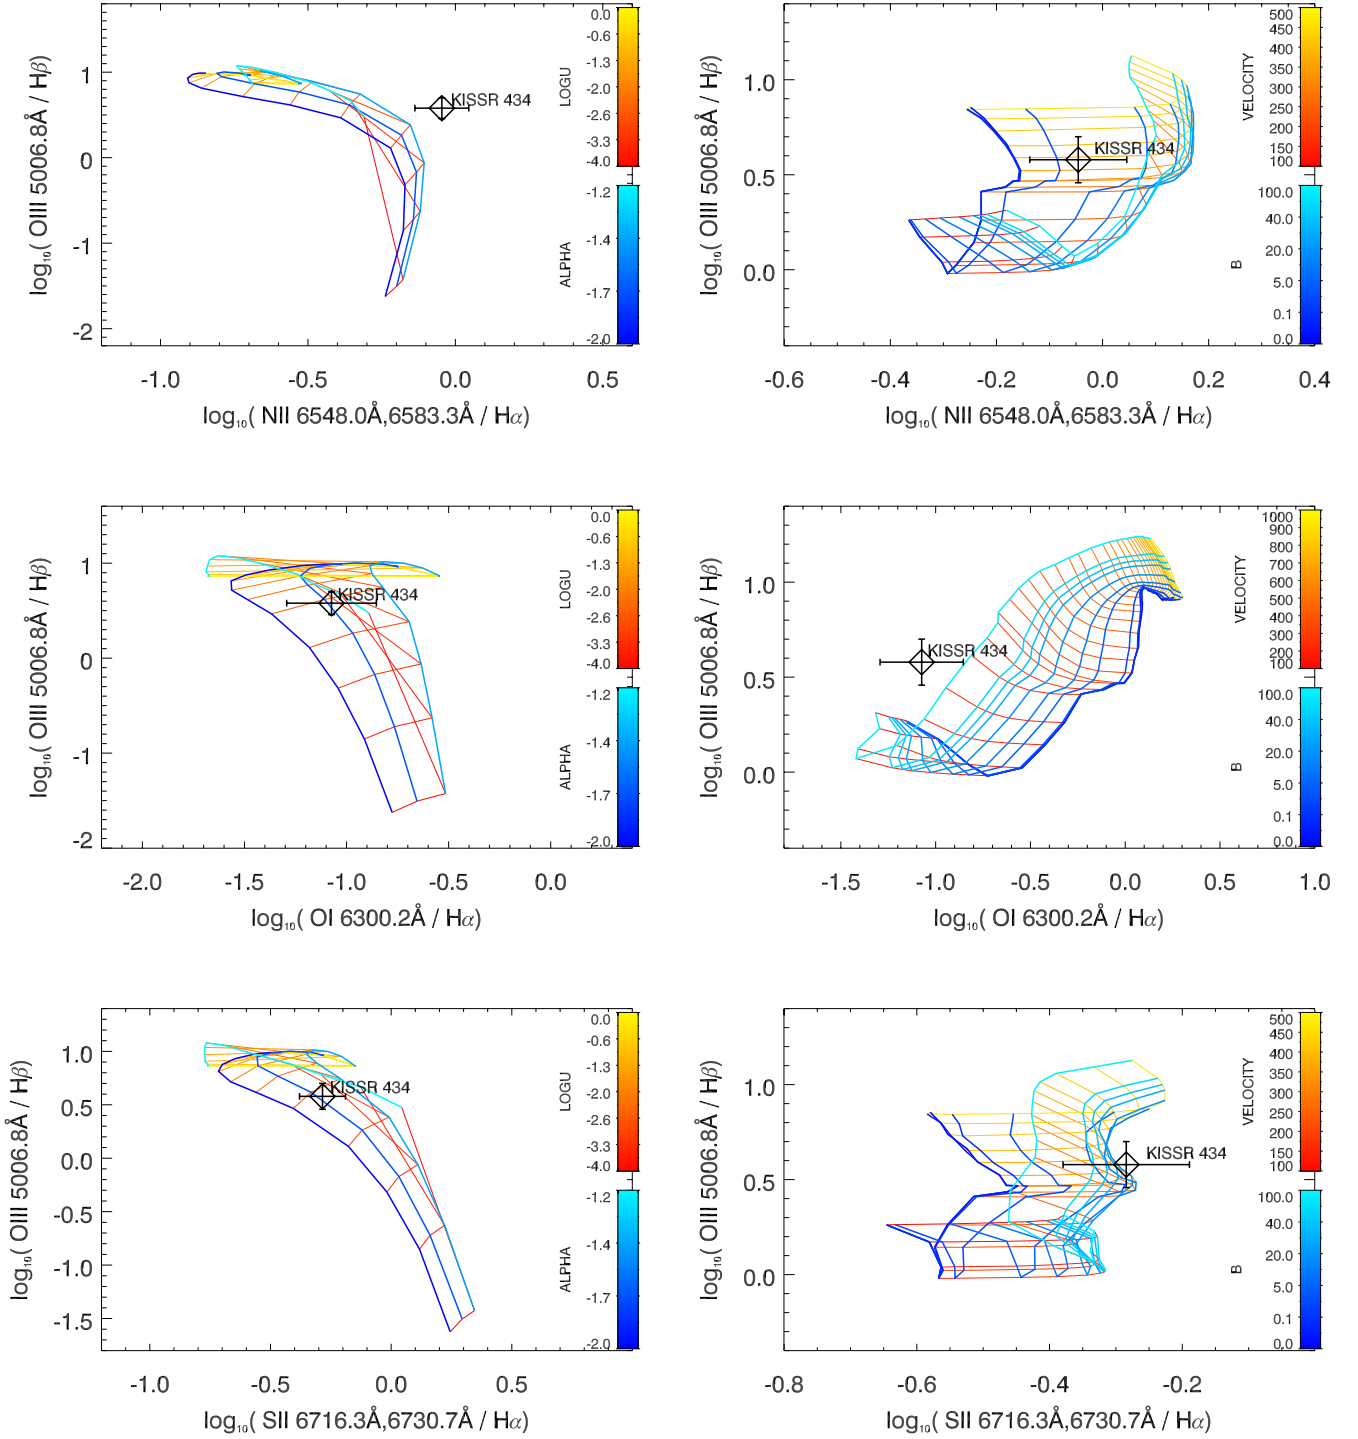 log₁₀( OIII 5006.8Å / Hβ)
1
0
-1
-2
-1.0 -0.5 0.0 0.5
log₁₀( NII 6548.0Å,6583.3Å / Hα)
KISSR 434
LOGU
0.0
-0.6
-1.3
-2.0
-2.6
-3.3
-4.0
ALPHA
-1.2
-1.4
-1.7
-2.0
log₁₀( OIII 5006.8Å / Hβ)
1.0
0.5
0.0
-0.6 -0.4 -0.2 0.0 0.2 0.4
log₁₀( NII 6548.0Å,6583.3Å / Hα)
KISSR 434
VELOCITY
500
450
400
350
300
250
200
150
100
B
100.0
40.0
20.0
5.0
0.1
0.0
log₁₀( OIII 5006.8Å / Hβ)
1
0
-1
-2
-2.0 -1.5 -1.0 -0.5 0.0
log₁₀( OI 6300.2Å / Hα)
KISSR 434
LOGU
0.0
-0.6
-1.3
-2.0
-2.6
-3.3
-4.0
ALPHA
-1.2
-1.4
-1.7
-2.0
log₁₀( OIII 5006.8Å / Hβ)
1.0
0.5
0.0
-1.5 -1.0 -0.5 0.0 0.5 1.0
log₁₀( OI 6300.2Å / Hα)
KISSR 434
VELOCITY
1000
900
800
700
600
500
400
300
200
100
B
100.0
40.0
20.0
5.0
0.1
0.0
log₁₀( OIII 5006.8Å / Hβ)
1.0
0.5
0.0
-0.5
-1.0
-1.5
-1.0 -0.5 0.0 0.5
log₁₀( SII 6716.3Å,6730.7Å / Hα)
KISSR 434
LOGU
0.0
-0.6
-1.3
-2.0
-2.6
-3.3
-4.0
ALPHA
-1.2
-1.4
-1.7
-2.0
log₁₀( OIII 5006.8Å / Hβ)
1.0
0.5
0.0
-0.8 -0.6 -0.4 -0.2
log₁₀( SII 6716.3Å,6730.7Å / Hα)
KISSR 434
VELOCITY
500
450
400
350
300
250
200
150
100
B
100.0
40.0
20.0
5.0
0.1
0.0